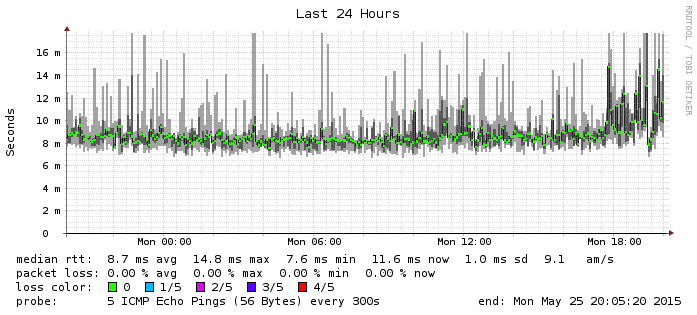 Last 24 Hours
RRDTOOL / TOBI OETIKER
Seconds
16 m
14 m
12 m
10 m
8 m
6 m
4 m
2 m
0
Mon 00:00 Mon 06:00 Mon 12:00 Mon 18:00
median rtt: 8.7 ms avg 14.8 ms max 7.6 ms min 11.6 ms now 1.0 ms sd 9.1 am/s
packet loss: 0.00 % avg 0.00 % max 0.00 % min 0.00 % now
loss color: 0 1/5 2/5 3/5 4/5
probe: 5 ICMP Echo Pings (56 Bytes) every 300s end: Mon May 25 20:05:20 2015